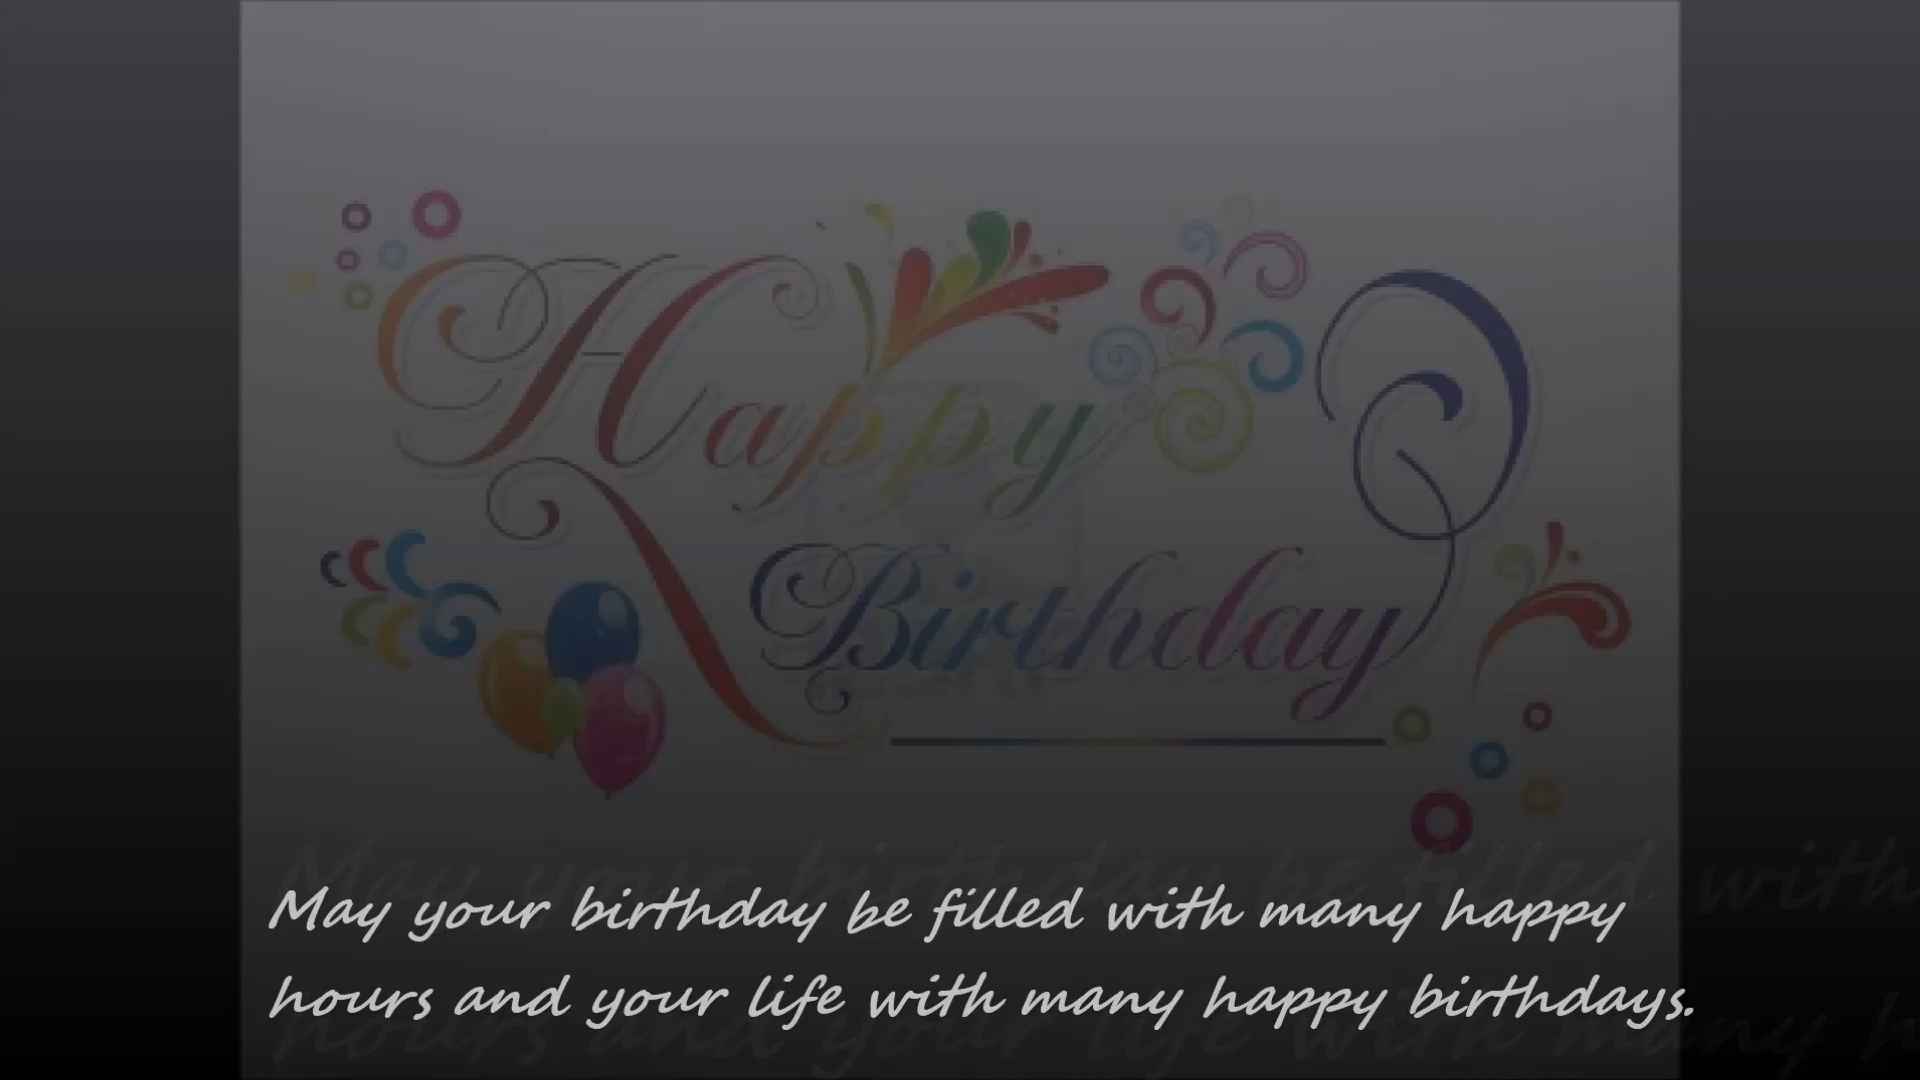 Happy
Birthday
May your birthday be filled with many happy
hours and your life with many happy birthdays.